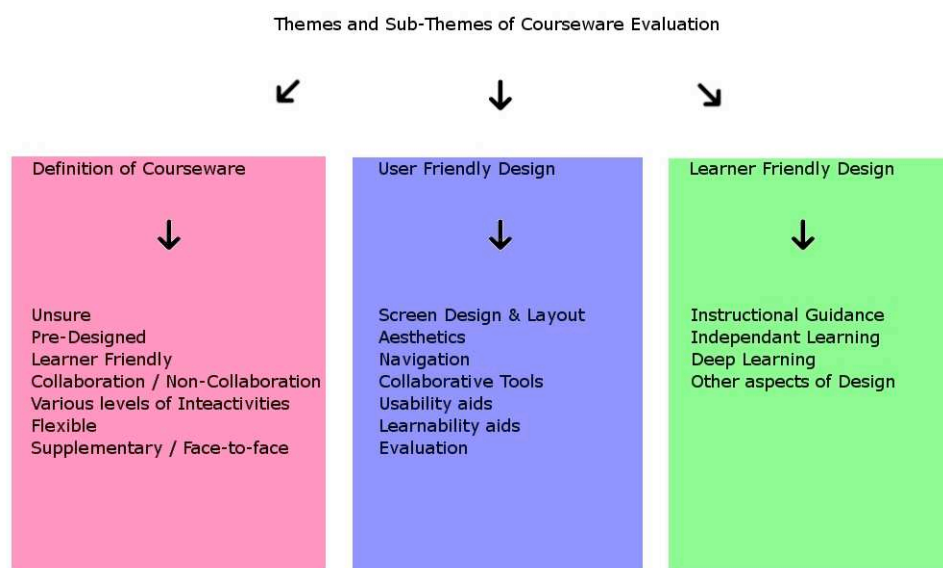 Themes and Sub-Themes of Courseware Evaluation
Definition of Courseware
Unsure
Pre-Designed
Learner Friendly
Collaboration / Non-Collaboration
Various levels of Inteactivities
Flexible
Supplementary / Face-to-face
User Friendly Design
Screen Design & Layout
Aesthetics
Navigation
Collaborative Tools
Usability aids
Learnability aids
Evaluation
Learner Friendly Design
Instructional Guidance
Independant Learning
Deep Learning
Other aspects of Design